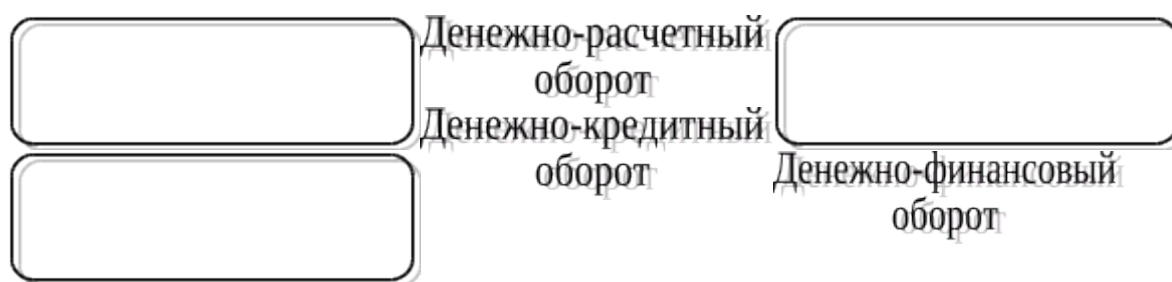 Денежно-расчетный
оборот
Денежно-кредитный
оборот
Денежно-финансовый
оборот